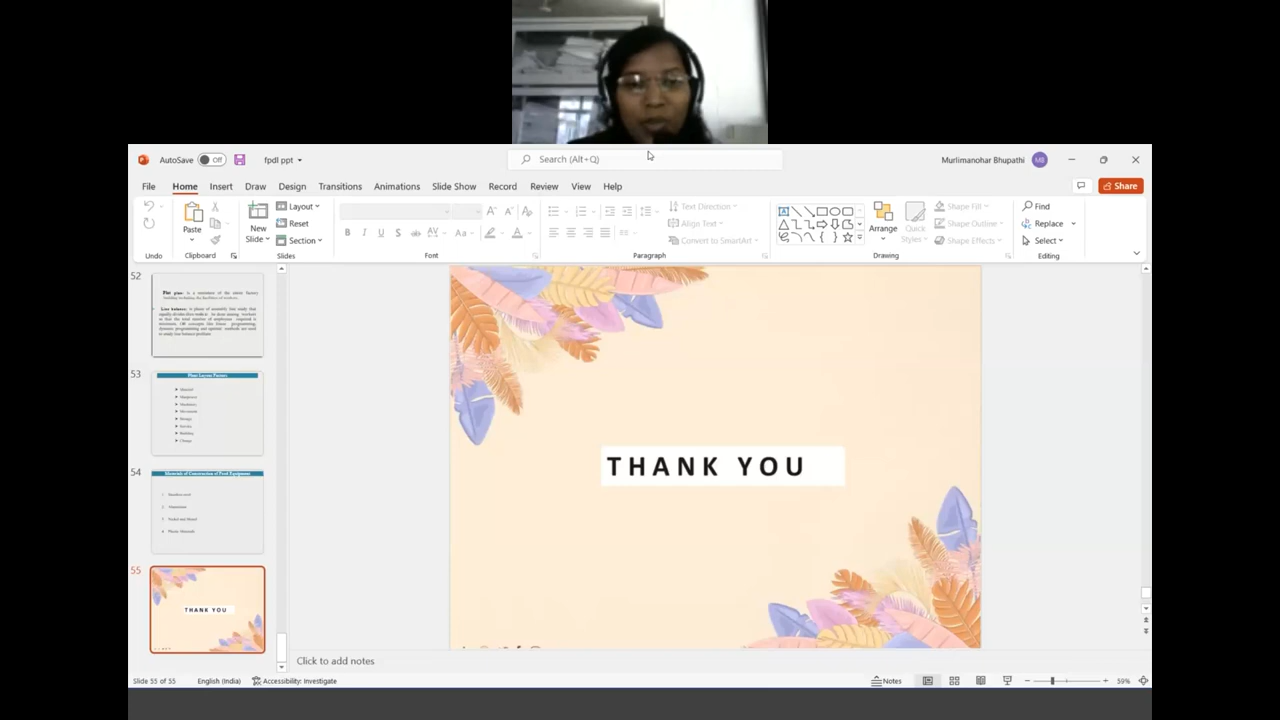 AutoSave Off fpdl ppt Search (Alt+Q) Murlimanohar Bhupathi MB
File Home Insert Draw Design Transitions Animations Slide Show Record Review View Help Share
Paste
New
Slide
Layout
Reset
Section
Text Direction
Align Text
Convert to SmartArt
Arrange
Quick
Styles
Shape Fill
Shape Outline
Shape Effects
Find
Replace
Select
Undo Clipboard Slides Font Paragraph Drawing Editing
52
53
Plant Layout Factors
54
Materials of Construction of Food Equipment
55
THANK YOU
THANK YOU
Click to add notes
Slide 55 of 55 English (India) Accessibility: Investigate Notes 59%